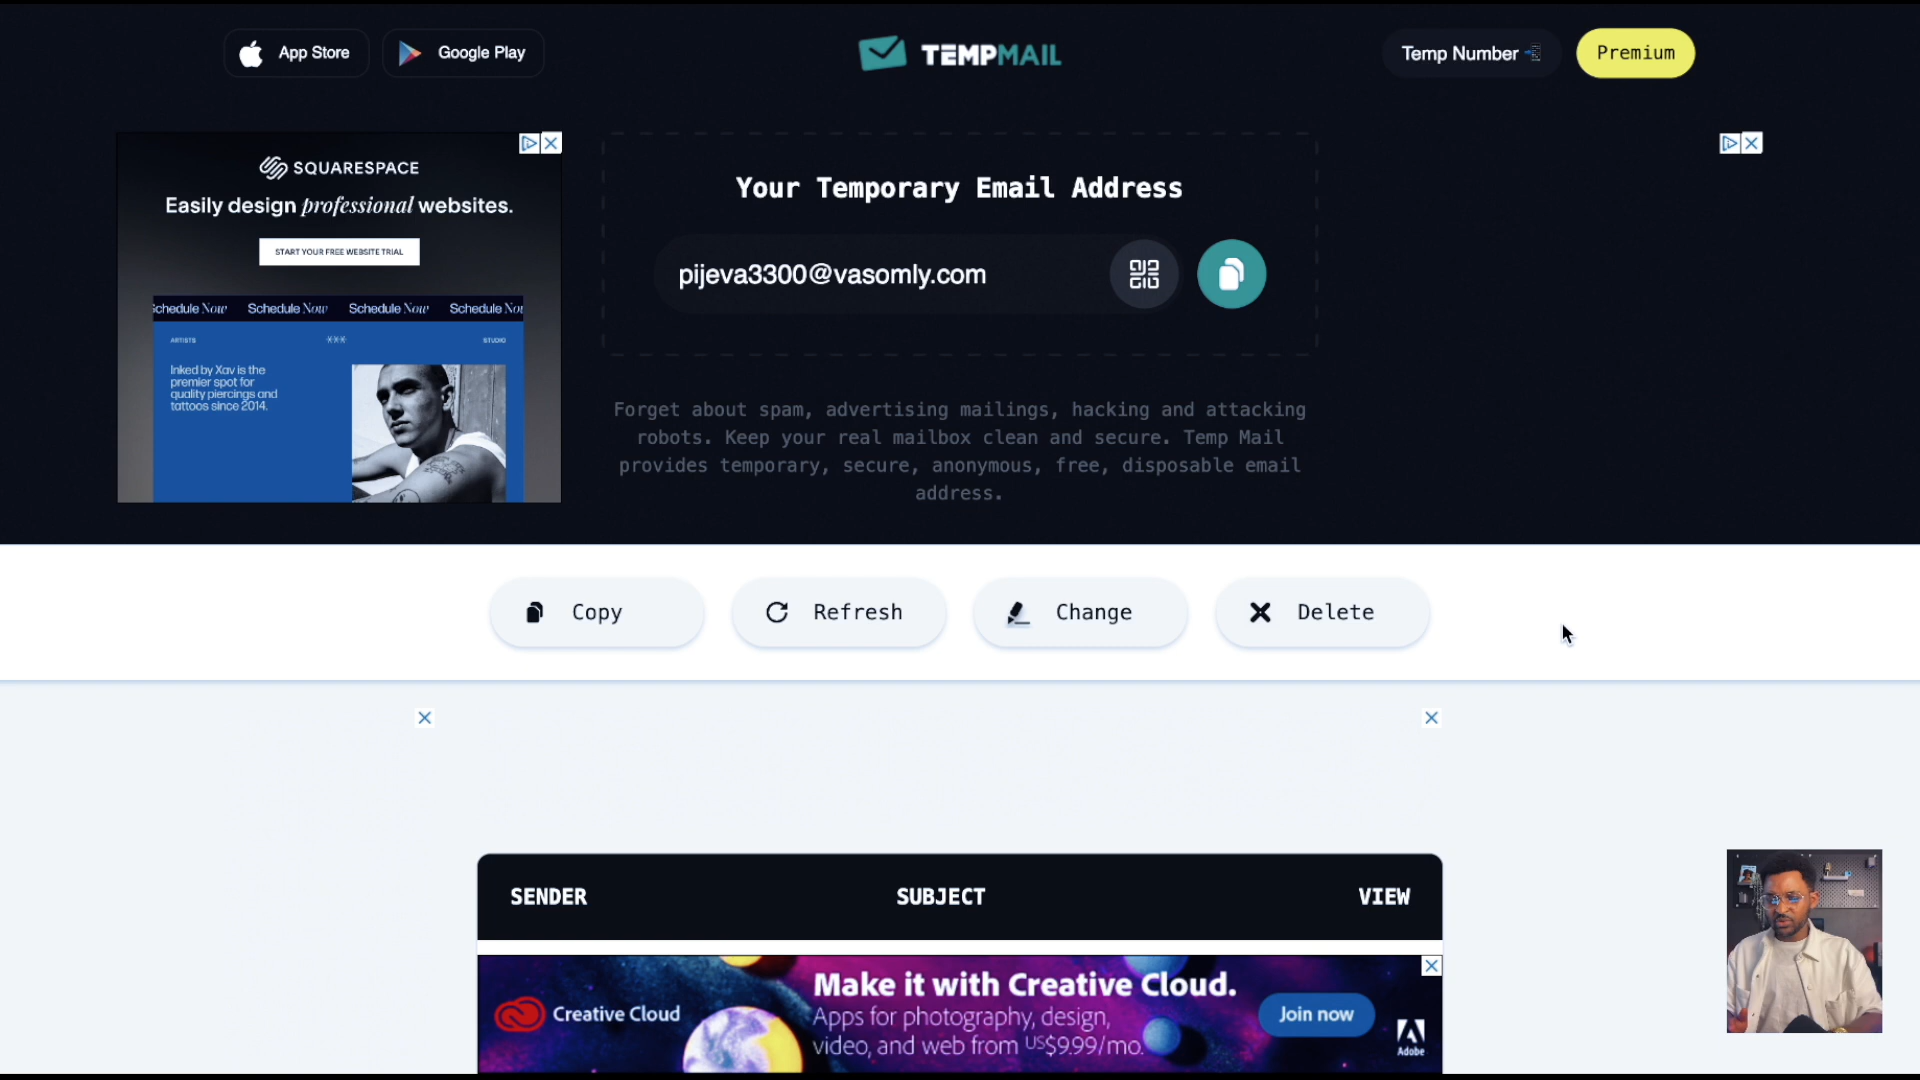 App Store
Google Play
TEMPMAIL
Temp Number
Premium
SQUARESPACE
Easily design professional websites.
START YOUR FREE WEBSITE TRIAL
Schedule Now Schedule Now Schedule Now Schedule Now
ARTISTS
STUDIO
Inked by Xav is the
premier spot for
quality piercings and
tattoos since 2014.
Your Temporary Email Address
pijeva3300@vasomly.com
Forget about spam, advertising mailings, hacking and attacking
robots. Keep your real mailbox clean and secure. Temp Mail
provides temporary, secure, anonymous, free, disposable email
address.
Copy
Refresh
Change
Delete
SENDER
SUBJECT
VIEW
Creative Cloud
Make it with Creative Cloud.
Apps for photography, design,
video, and web from US$9.99/mo.
Join now
Adobe